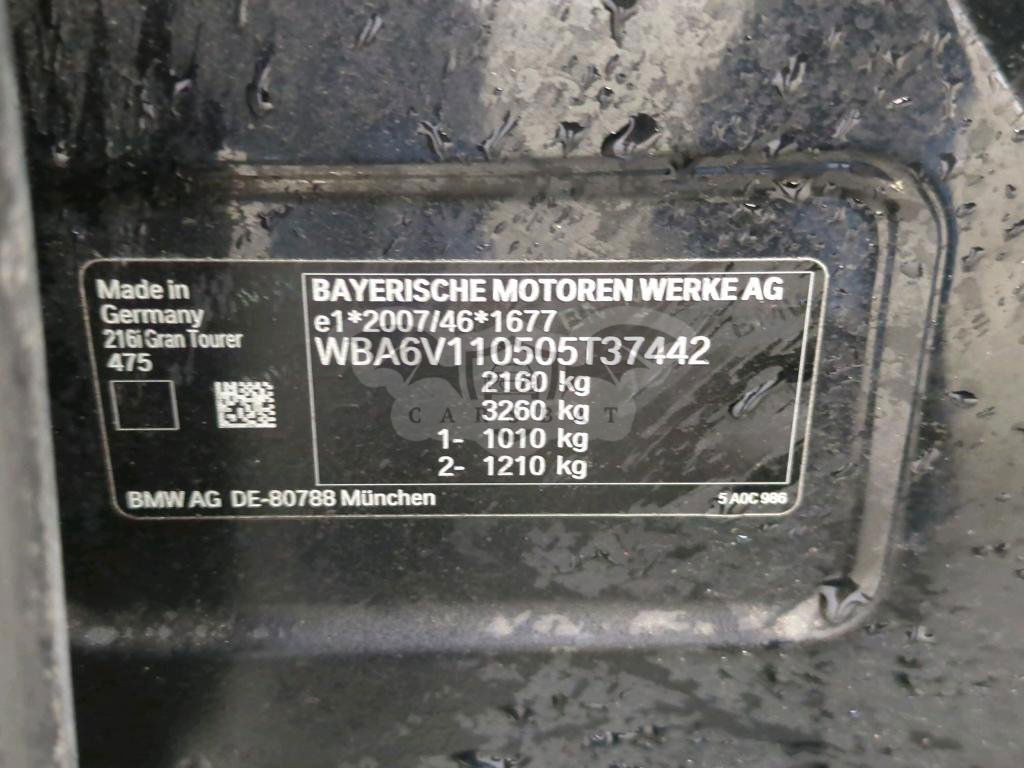 Made in
Germany
216i Gran Tourer
475
BAYERISCHE MOTOREN WERKE AG
e1*2007/46*1677
WBA6V110505T37442
2160 kg
3260 kg
1- 1010 kg
2- 1210 kg
BMW AG DE-80788 München
5 A0C 986